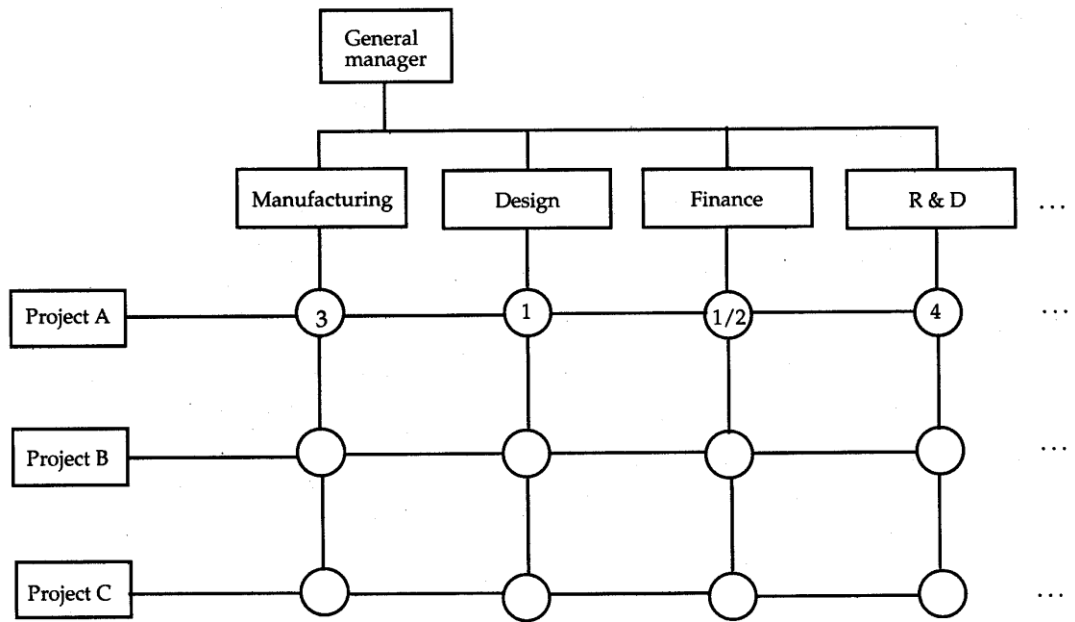 General
manager
Manufacturing
Design
Finance
R & D
...
Project A
3
1
1/2
4
...
Project B
...
Project C
...